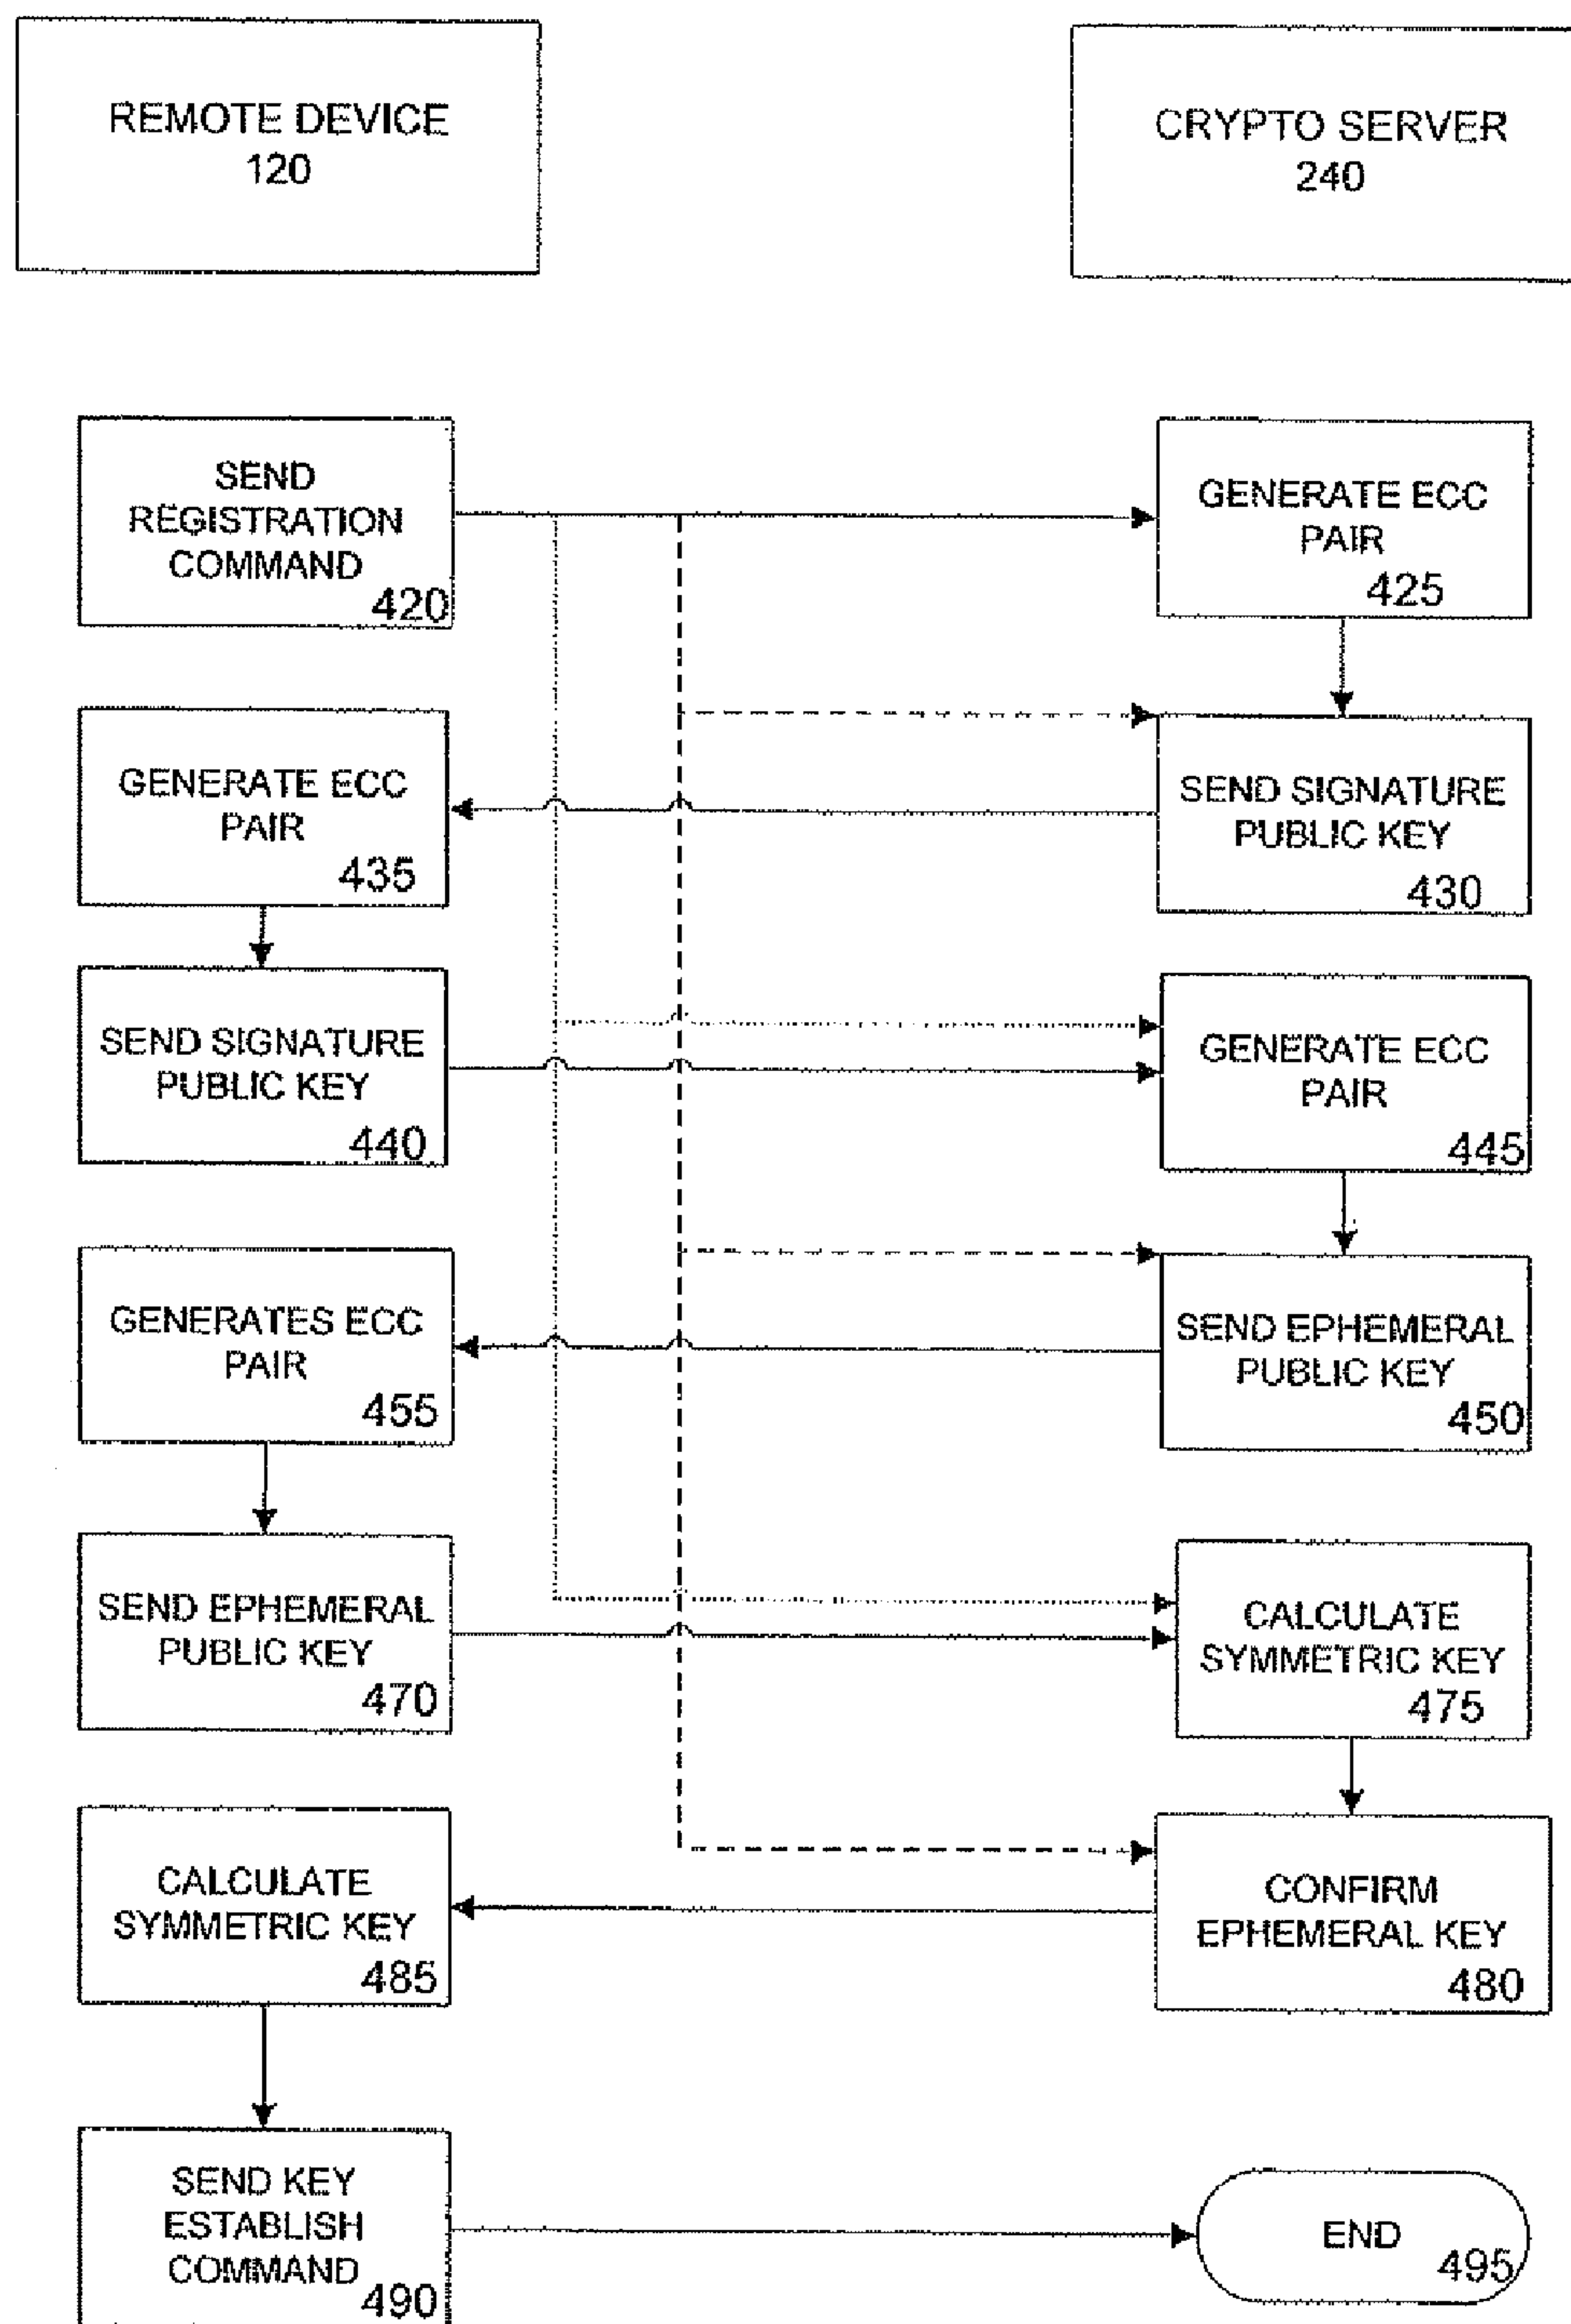 REMOTE DEVICE
120
CRYPTO SERVER
240
SEND
REGISTRATION
COMMAND
420
GENERATE ECC
PAIR
425
GENERATE ECC
PAIR
435
SEND SIGNATURE
PUBLIC KEY
430
SEND SIGNATURE
PUBLIC KEY
440
GENERATE ECC
PAIR
445
GENERATES ECC
PAIR
455
SEND EPHEMERAL
PUBLIC KEY
450
SEND EPHEMERAL
PUBLIC KEY
470
CALCULATE
SYMMETRIC KEY
475
CALCULATE
SYMMETRIC KEY
485
CONFIRM
EPHEMERAL KEY
480
SEND KEY
ESTABLISH
COMMAND
490
END
495